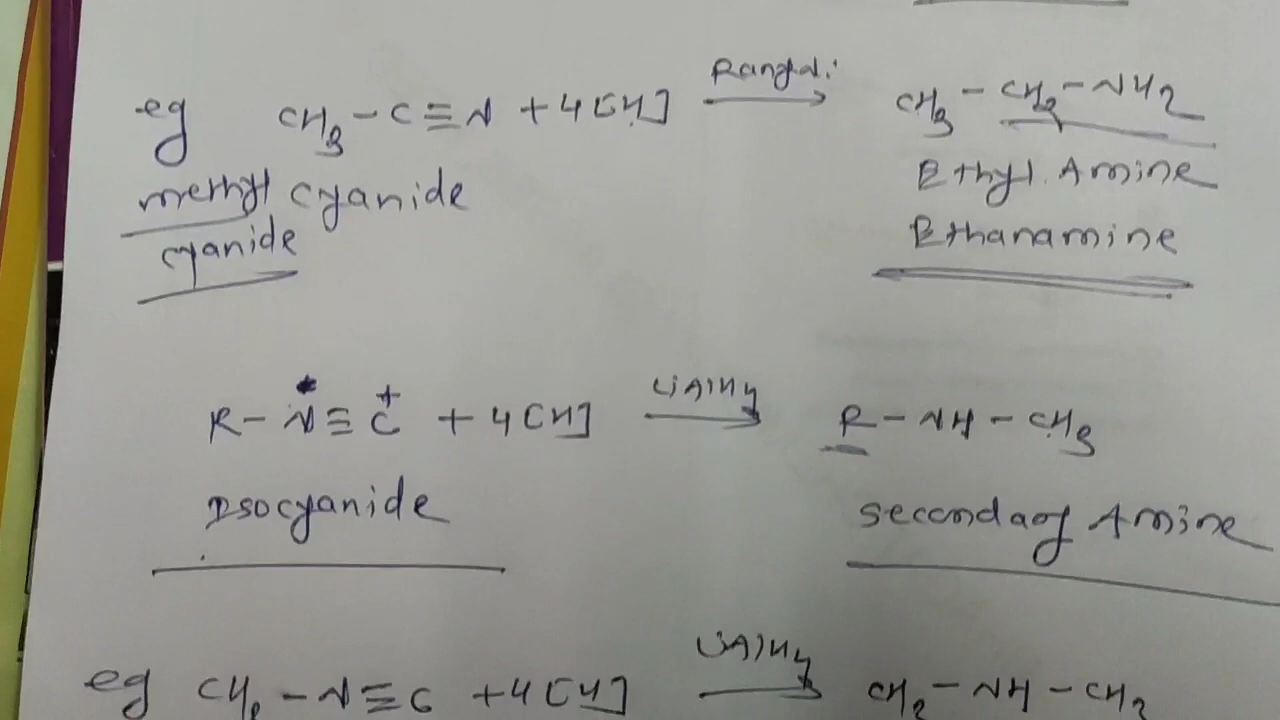 eg CH3 - C ≡ N + 4[H] Rang Ni → CH3 - CH2 - NH2
methyl cyanide Ethyl Amine
cyanide Ethanamine
R - N ≡ C + + 4[H] LiAlH4 → R - NH - CH3
Isocyanide Secondary Amine
eg CH3 - N ≡ C + 4[H] LiAlH4 → CH3 - NH - CH3